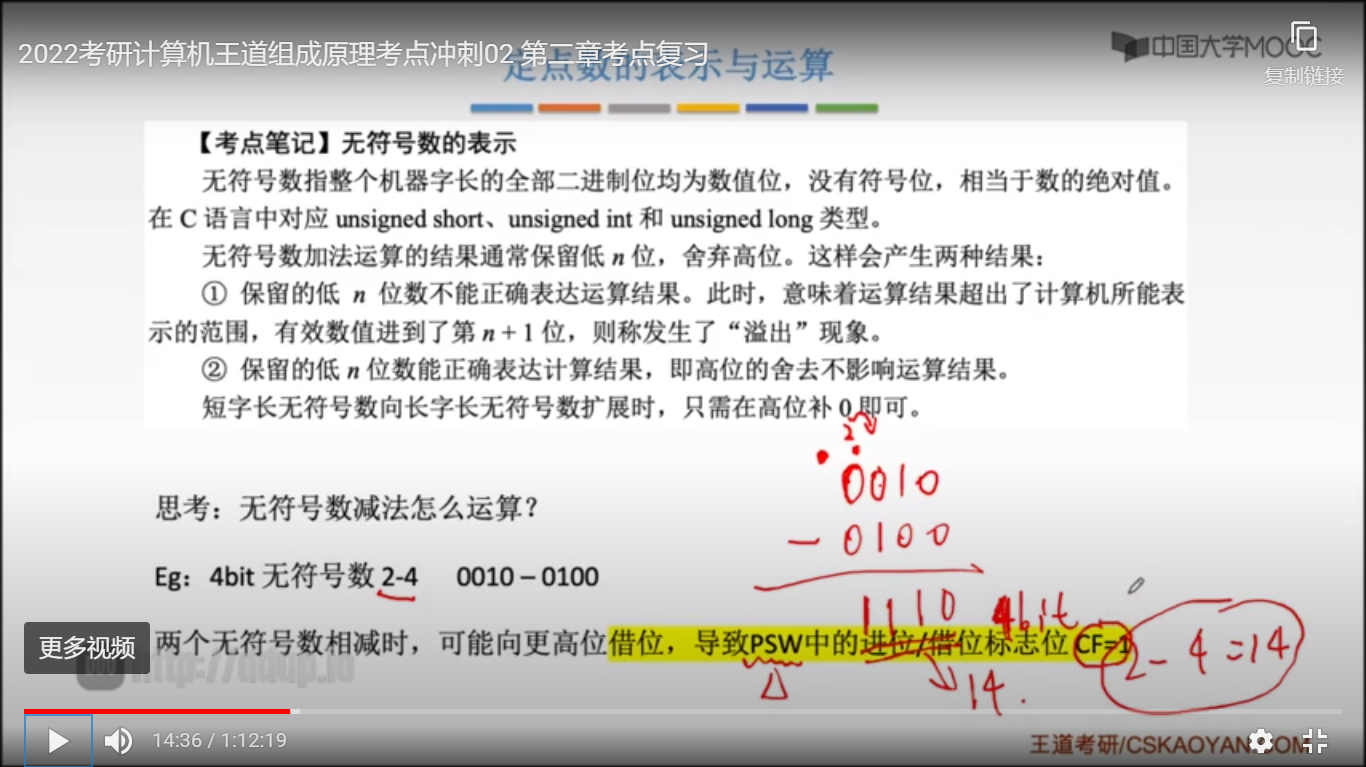 2022考研计算机王道组成原理考点冲刺02 第二章考点复习
定点数的表示与运算
中国大学MOOC
复制链接
【考点笔记】无符号数的表示
无符号数指整个机器字长的全部二进制位均为数值位，没有符号位，相当于数的绝对值。
在 C 语言中对应 unsigned short、unsigned int 和 unsigned long 类型。
无符号数加法运算的结果通常保留低 n 位，舍弃高位。这样会产生两种结果：
① 保留的低 n 位数不能正确表达运算结果。此时，意味着运算结果超出了计算机所能表
示的范围，有效数值进到了第 n + 1 位，则称发生了“溢出”现象。
② 保留的低 n 位数能正确表达计算结果，即高位的舍去不影响运算结果。
短字长无符号数向长字长无符号数扩展时，只需在高位补 0 即可。
2
0010
思考：无符号数减法怎么运算？
- 0100
Eg：4bit 无符号数 2-4 0010 – 0100
1110 4bit
更多视频
两个无符号数相减时，可能向更高位借位，导致PSW中的进位/借位标志位 CF=1
2 - 4 = 14
14.
14:36 / 1:12:19
王道考研/CSKAOYAN.COM